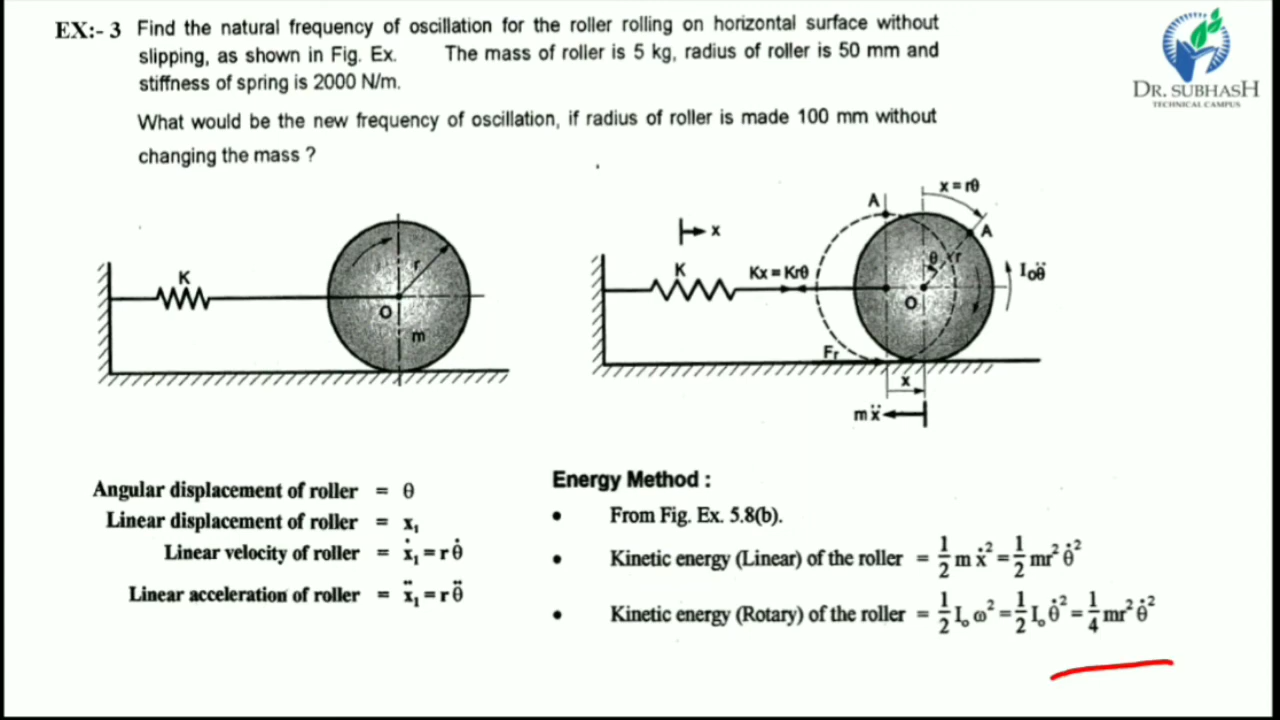 EX:- 3 Find the natural frequency of oscillation for the roller rolling on horizontal surface without
slipping, as shown in Fig. Ex. The mass of roller is 5 kg, radius of roller is 50 mm and
stiffness of spring is 2000 N/m.
What would be the new frequency of oscillation, if radius of roller is made 100 mm without
changing the mass ?
DR. SUBHASH
TECHNICAL CAMPUS
K
r
O
m
x
K
Kx = Krθ
A
x = rθ
A
θ
r
O
I₀θ̈
Fr
x
mẍ
Angular displacement of roller = θ
Linear displacement of roller = x₁
Linear velocity of roller = ẋ₁ = rθ̇
Linear acceleration of roller = ẍ₁ = rθ̈
Energy Method :
• From Fig. Ex. 5.8(b).
• Kinetic energy (Linear) of the roller = 1/2 m ẋ² = 1/2 mr² θ̇²
• Kinetic energy (Rotary) of the roller = 1/2 Iₒ ω² = 1/2 Iₒ θ̇² = 1/4 mr² θ̇²